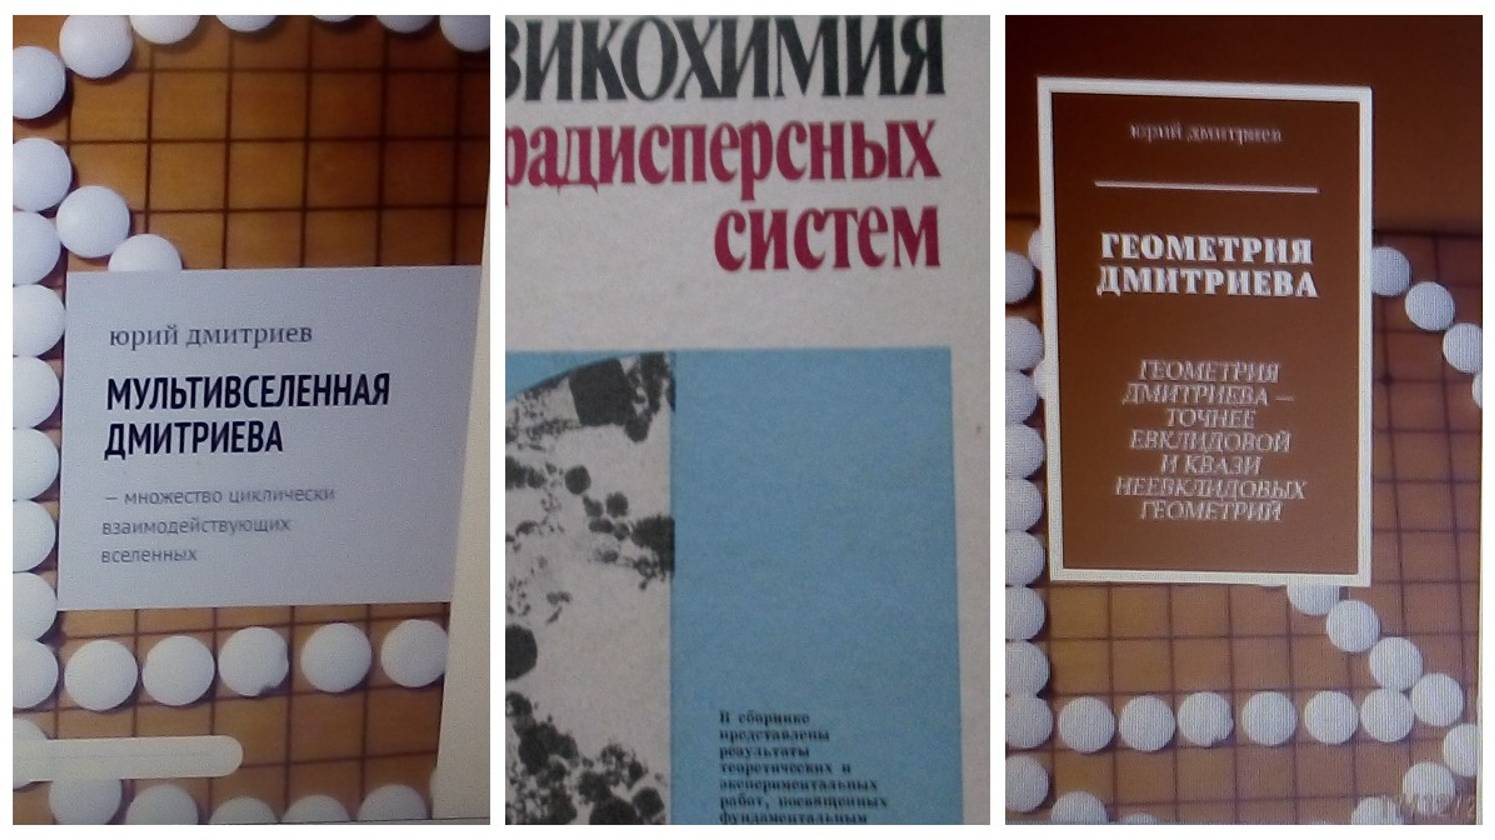 юрий дмитриев
МУЛЬТИВСЕЛЕННАЯ
ДМИТРИЕВА
— множество циклически
взаимодействующих
вселенных
ЗИКОХИМИЯ
радисперсных
систем
В сборнике
представлены
результаты
теоретических и
экспериментальных
работ, посвященных
фундаментальным
юрий дмитриев
ГЕОМЕТРИЯ
ДМИТРИЕВА
ГЕОМЕТРИЯ
ДМИТРИЕВА —
ТОЧНЕЕ
ЕВКЛИДОВОЙ
И КВАЗИ
НЕЕВКЛИДОВЫХ
ГЕОМЕТРИЙ